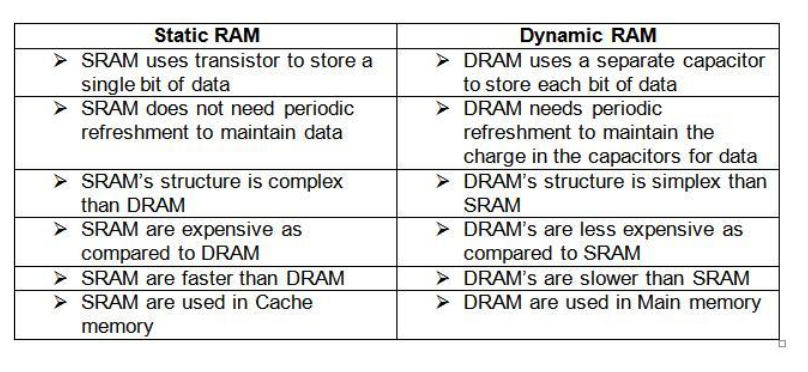 Static RAM
Dynamic RAM
➢ SRAM uses transistor to store a
single bit of data
➢ DRAM uses a separate capacitor
to store each bit of data
➢ SRAM does not need periodic
refreshment to maintain data
➢ DRAM needs periodic
refreshment to maintain the
charge in the capacitors for data
➢ SRAM's structure is complex
than DRAM
➢ DRAM's structure is simplex than
SRAM
➢ SRAM are expensive as
compared to DRAM
➢ DRAM's are less expensive as
compared to SRAM
➢ SRAM are faster than DRAM
➢ DRAM's are slower than SRAM
➢ SRAM are used in Cache
memory
➢ DRAM are used in Main memory